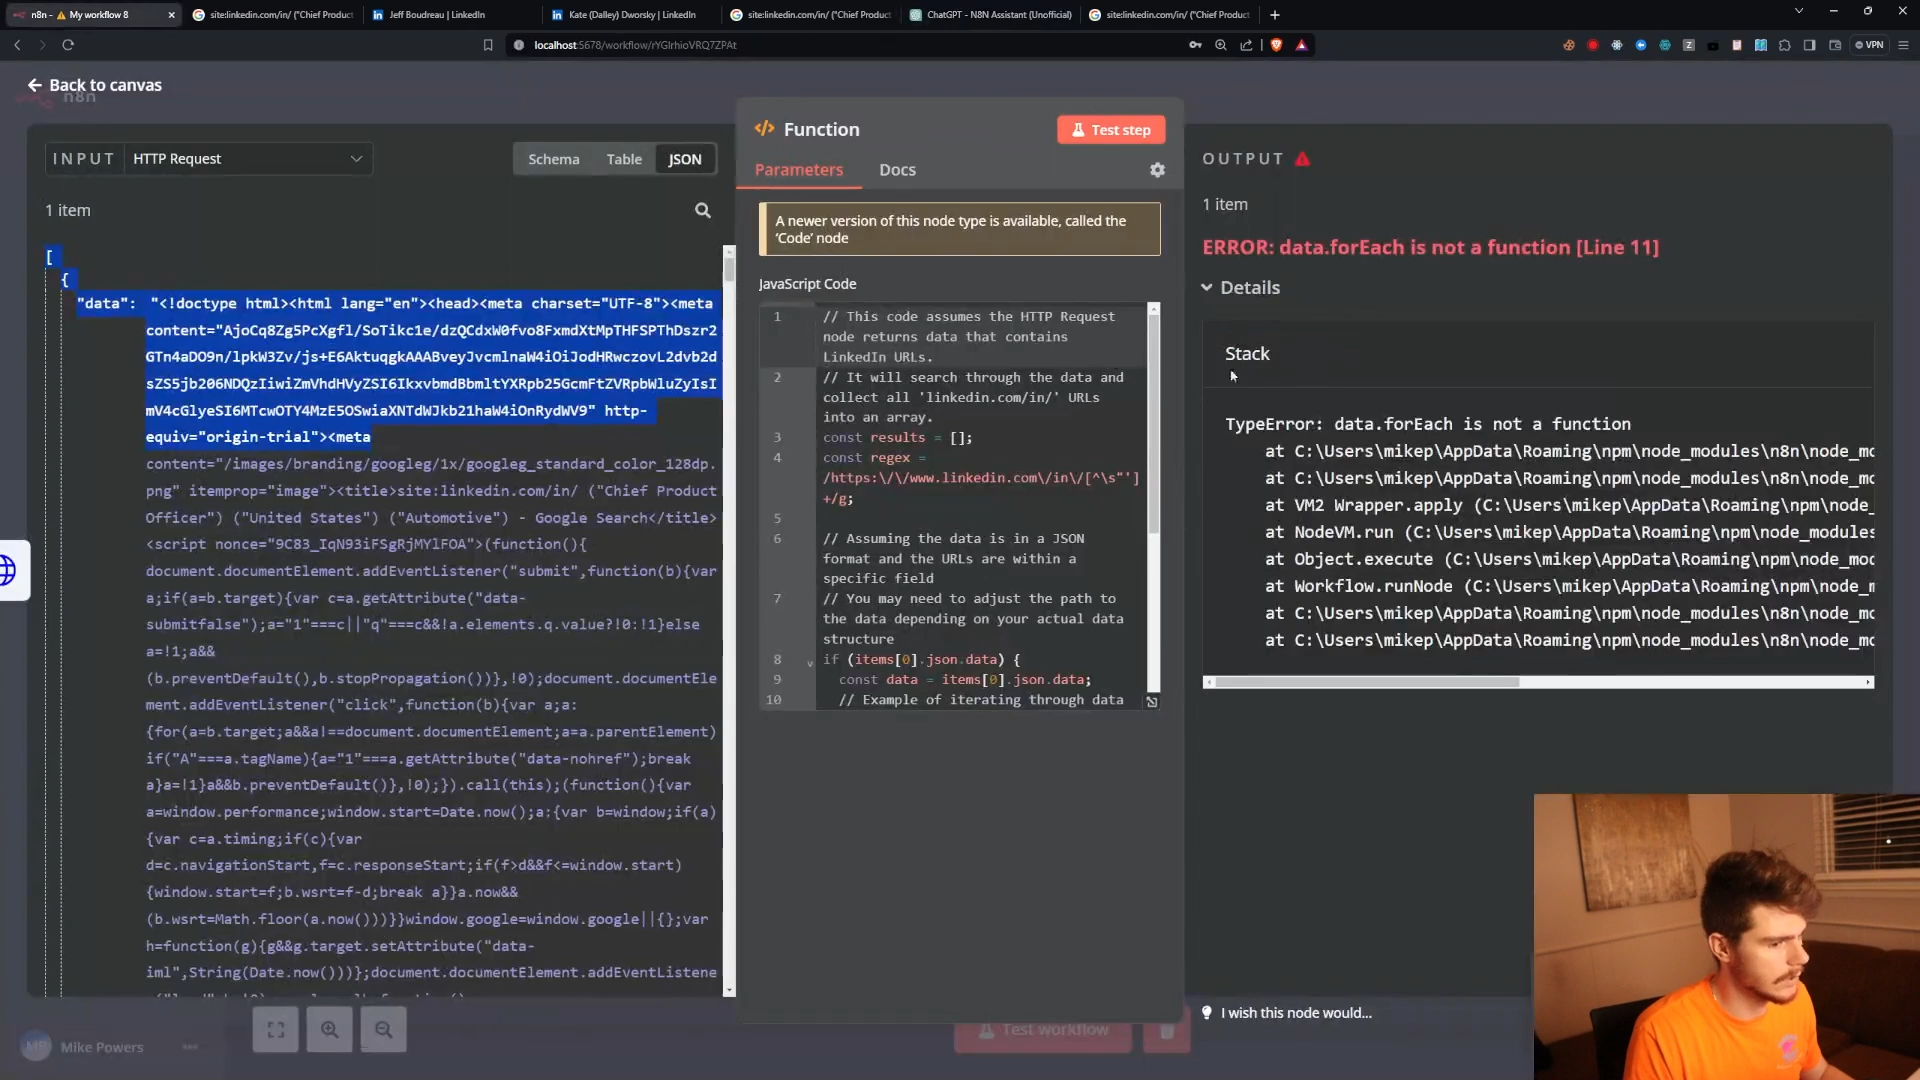 n8n - ⚠ My workflow 8
site:linkedin.com/in/ ("Chief Product
Jeff Boudreau | LinkedIn
Kate (Dalley) Dworsky | LinkedIn
site:linkedin.com/in/ ("Chief Product
ChatGPT - N8N Assistant (Unofficial)
site:linkedin.com/in/ ("Chief Product
localhost:5678/workflow/rYGlrhioVRQ7ZPAt
VPN
Back to canvas
n8n
INPUT
HTTP Request
Schema
Table
JSON
1 item
[
{
"data": "<!doctype html><html lang="en"><head><meta charset="UTF-8"><meta
content="AjoCq8Zg5PcXgfl/SoTikc1e/dzQCdxW0fvo8FxmdXtMpTHFSPThDszr2
GTn4aDO9n/lpkW3Zv/js+E6AktuqgkAAABveyJvcmlnaW4iOiJodHRwczovL2dvb2d
sZS5jb206NDQzIiwiZmVhdHVyZSI6IkxvbmdBbmltYXRpb25GcmFtZVRpbWluZyIsI
mV4cGlyeSI6MTcwOTY4MzE5OSwiaXNTdWJkb21haW4iOnRydWV9" http-
equiv="origin-trial"><meta
content="/images/branding/googleg/1x/googleg_standard_color_128dp.
png" itemprop="image"><title>site:linkedin.com/in/ ("Chief Product
Officer") ("United States") ("Automotive") - Google Search</title>
<script nonce="9C83_IqN93iFSgRjMYlFOA">(function(){
document.documentElement.addEventListener("submit",function(b){var
a;if(a=b.target){var c=a.getAttribute("data-
submitfalse");a="1"===c||"q"===c&&!a.elements.q.value?!0:!1}else
a=!1;a&&
(b.preventDefault(),b.stopPropagation())},!0);document.documentEle
ment.addEventListener("click",function(b){var a;a:
{for(a=b.target;a&&a!==document.documentElement;a=a.parentElement)
if("A"===a.tagName){a="1"===a.getAttribute("data-nohref");break
a}a=!1}a&&b.preventDefault()},!0);}).call(this);(function(){var
a=window.performance;window.start=Date.now();a:{var b=window;if(a)
{var c=a.timing;if(c){var
d=c.navigationStart,f=c.responseStart;if(f>d&&f<=window.start)
{window.start=f;b.wsrt=f-d;break a}}a.now&&
(b.wsrt=Math.floor(a.now()))}}window.google=window.google||{};var
h=function(g){g&&g.target.setAttribute("data-
iml",String(Date.now()))};document.documentElement.addEventListene
Function
Test step
Parameters
Docs
A newer version of this node type is available, called the
'Code' node
JavaScript Code
1 // This code assumes the HTTP Request
node returns data that contains
LinkedIn URLs.
2 // It will search through the data and
collect all 'linkedin.com/in/' URLs
into an array.
3 const results = [];
4 const regex =
/https:\/\/www.linkedin.com\/in\/[^\s"']
+/g;
5
6 // Assuming the data is in a JSON
format and the URLs are within a
specific field
7 // You may need to adjust the path to
the data depending on your actual data
structure
8 if (items[0].json.data) {
9 const data = items[0].json.data;
10 // Example of iterating through data
OUTPUT
1 item
ERROR: data.forEach is not a function [Line 11]
Details
Stack
TypeError: data.forEach is not a function
at C:\Users\mikep\AppData\Roaming\npm\node_modules\n8n\node_mo
at C:\Users\mikep\AppData\Roaming\npm\node_modules\n8n\node_mo
at VM2 Wrapper.apply (C:\Users\mikep\AppData\Roaming\npm\node_
at NodeVM.run (C:\Users\mikep\AppData\Roaming\npm\node_modules
at Object.execute (C:\Users\mikep\AppData\Roaming\npm\node_mod
at Workflow.runNode (C:\Users\mikep\AppData\Roaming\npm\node_m
at C:\Users\mikep\AppData\Roaming\npm\node_modules\n8n\node_mo
at C:\Users\mikep\AppData\Roaming\npm\node_modules\n8n\node_mo
I wish this node would...
MP
Mike Powers
Test workflow